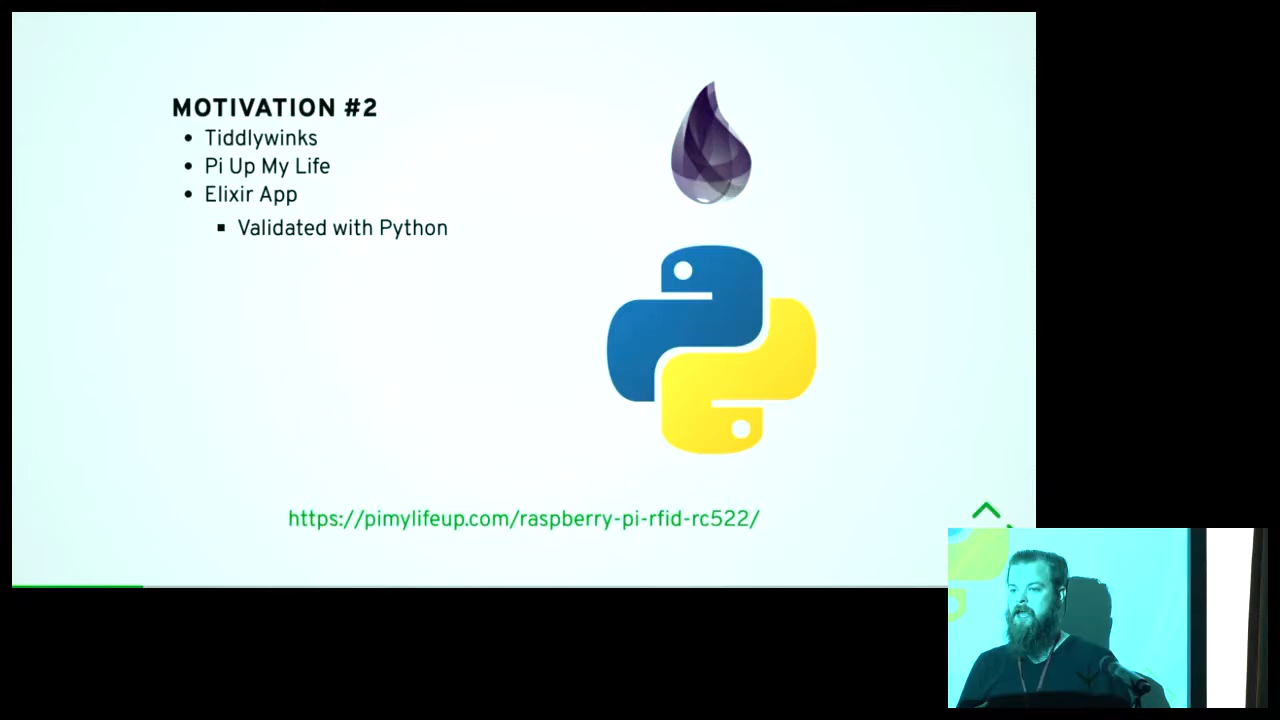 MOTIVATION #2
Tiddlywinks
Pi Up My Life
Elixir App
Validated with Python
https://pimylifeup.com/raspberry-pi-rfid-rc522/